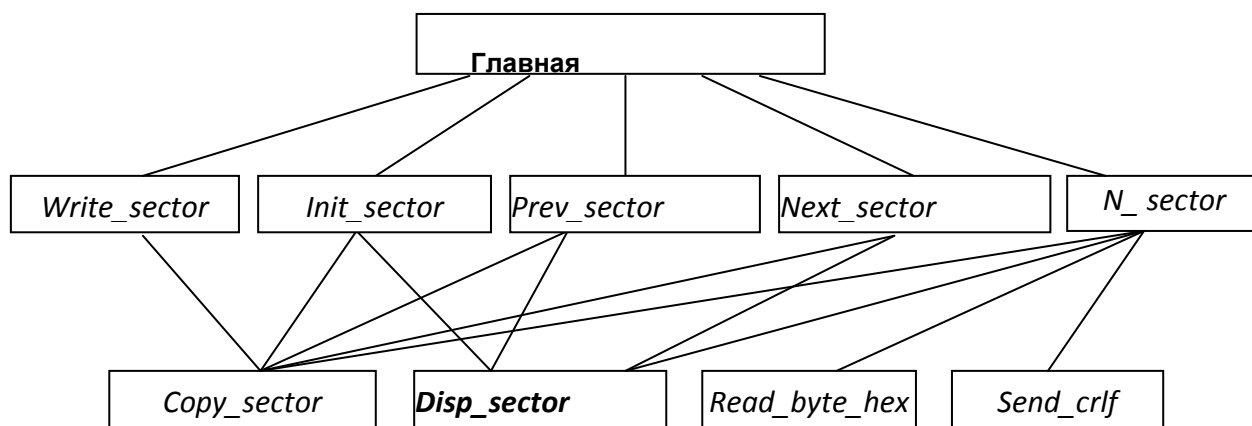 Главная
Write_sector Init_sector Prev_sector Next_sector N_ sector
Copy_sector Disp_sector Read_byte_hex Send_crlf